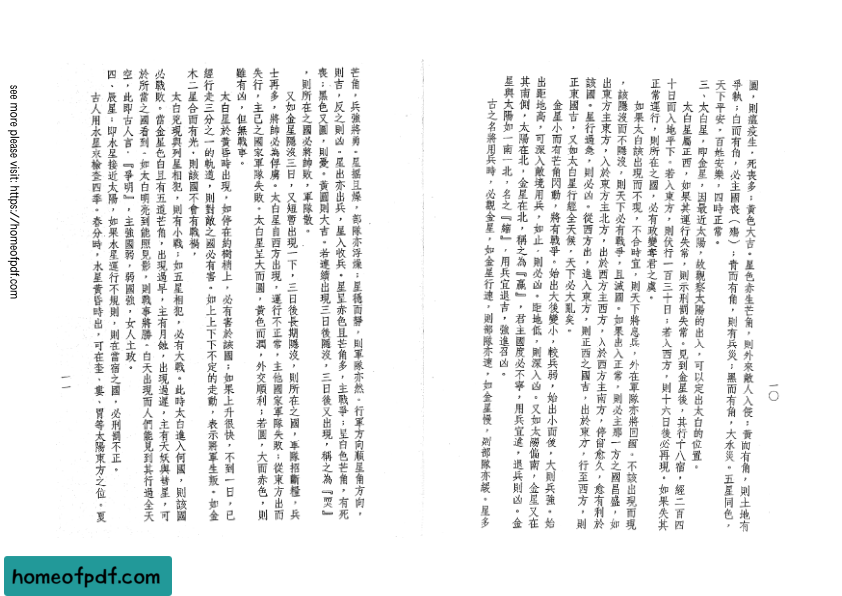 圓，則瘟疫生，死喪多；黃色大吉。星色赤生芒角，則外來敵人入侵；黃而有角，則土地有
爭執；白而有角，必主國喪（殤）；青而有角，則有兵災；黑而有角，大水災。五星同色，
天下平安，百姓安樂，四時正常。
三、太白星，即金星，因最近太陽，故觀察太陽的出入，可以定出太白的位置。
太白星屬正西，如果其運行失常，則示刑罰失常。見到金星後，其行十八宿，經二百四
十日而入地平下。若入東方，則伏行一百三十日；若入西方，則十六日後必再現。如果失其
正常運行，則所在之國，必有政變奪君之虞。
如果太白該出現而不現，不合時宜，則天下將息兵，外在軍隊亦將回歸。不該出現而現
，該隱沒而不隱沒，則天下必有戰爭，且滅國。如果出入正常，則必主那一方之國昌盛，如
出東方主東方，入於東方主北方，出於西方主西方，入於西方主南方，停留愈久，愈有利於
該國。星行過疾，則必凶。從西方出，進入東方，則正西之國吉，出於東方，行至西方，則
正東國吉，又如太白星行經全天候，天下必大亂矣。
金星小而有芒角閃動，將有戰爭。始出大後變小，較兵弱，始出小而後，大則兵強。始
出距地高，可深入敵境用兵，如止，則必凶。距地低，則深入凶。又如太陽偏南，金星又在
其南側，太陽在北，金星在北，稱之為『贏』，君主國度必不寧，用兵宜進，退兵則凶。金
星與太陽如一南一北，名之『縮』，用兵宜退吉，強進召凶。
古之名將用兵時，必觀金星，如金星行速，則部隊亦速，如金星慢，則部隊亦緩。星多
一〇
芒角，兵強將勇。星搖且燥，部隊亦浮躁；星穩而靜，則軍隊亦然。行軍方向順星角方向，
則吉，反之則凶。星出亦出兵，星入收兵。星呈赤色且芒角多，主戰爭；呈白色芒角，有死
喪；黑色又圓，則憂。黃圓則大吉。若連續出現三日後隱沒，三日後又出現，稱之為『耎』
，則所在之國必將帥敗，軍隊散。
又如金星隱沒三日，又短暫出現一下，三日後長期隱沒，則所在之國，軍隊招斷糧。兵
士再多，將帥必為俘虜。太白星自西方出現，運行不正常，主他國家軍隊失敗；從東方出而
失行，主己之國家軍隊失敗。太白星呈大而圓，黃色而潤，外交順利；若圓，大而赤色，則
雖有凶，但無戰事。
太白星於黃昏時出現，如停在約樹梢上，必有害於該國；如果上升很快，不到一日，已
經行走三分之一的軌道，則對敵之國必有害。如上上下下不定的走動，表示將軍生叛。如金
木二星合而有光，則該國不會有戰禍，
太白克現與列星相犯，則有小戰；如五星相犯，必有大戰。此時太白進入何國，則該國
必戰敗。當金星色白且有五道芒角，出現過早，主有月蝕，出現過遲，主有天妖與彗星，可
於所當之國看到。如太白明亮到能照見影，則戰事將勝。白天出現而人們能見到其行過全天
空，此即古人言。『爭明』，主強國弱，弱國強，女人主政。
四、辰星：即水星接近太陽，如果水星運行不規則，則在當宿之國，必刑罰不正。
古人用水星來檢查四季，春分時，水星黃昏時出，可在奎、婁、胃等太陽東方之位。夏
一一
see more please visit: https://homeofpdf.com
homeofpdf.com